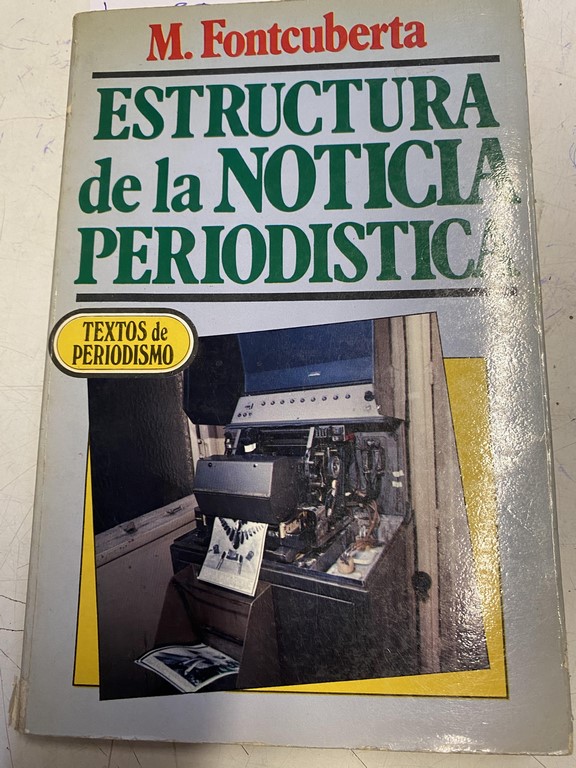 M. Fontcuberta
ESTRUCTURA
de la NOTICIA
PERIODISTICA
TEXTOS de
PERIODISMO